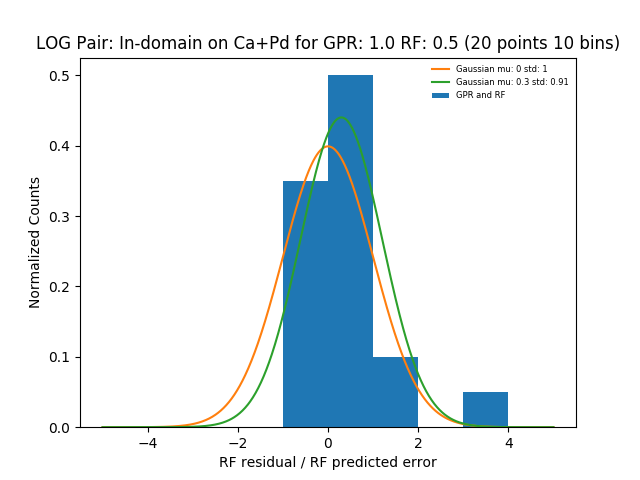 LOG Pair: In-domain on Ca+Pd for GPR: 1.0 RF: 0.5 (20 points 10 bins)
Gaussian mu: 0 std: 1
Gaussian mu: 0.3 std: 0.91
GPR and RF
Normalized Counts
0.5
0.4
0.3
0.2
0.1
0.0
−4 −2 0 2 4
RF residual / RF predicted error